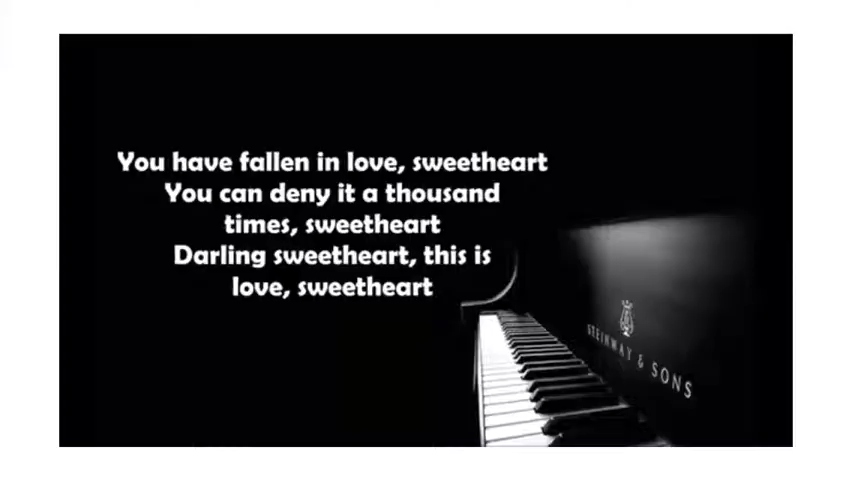 You have fallen in love, sweetheart
You can deny it a thousand
times, sweetheart
Darling sweetheart, this is
love, sweetheart
STEINWAY & SONS